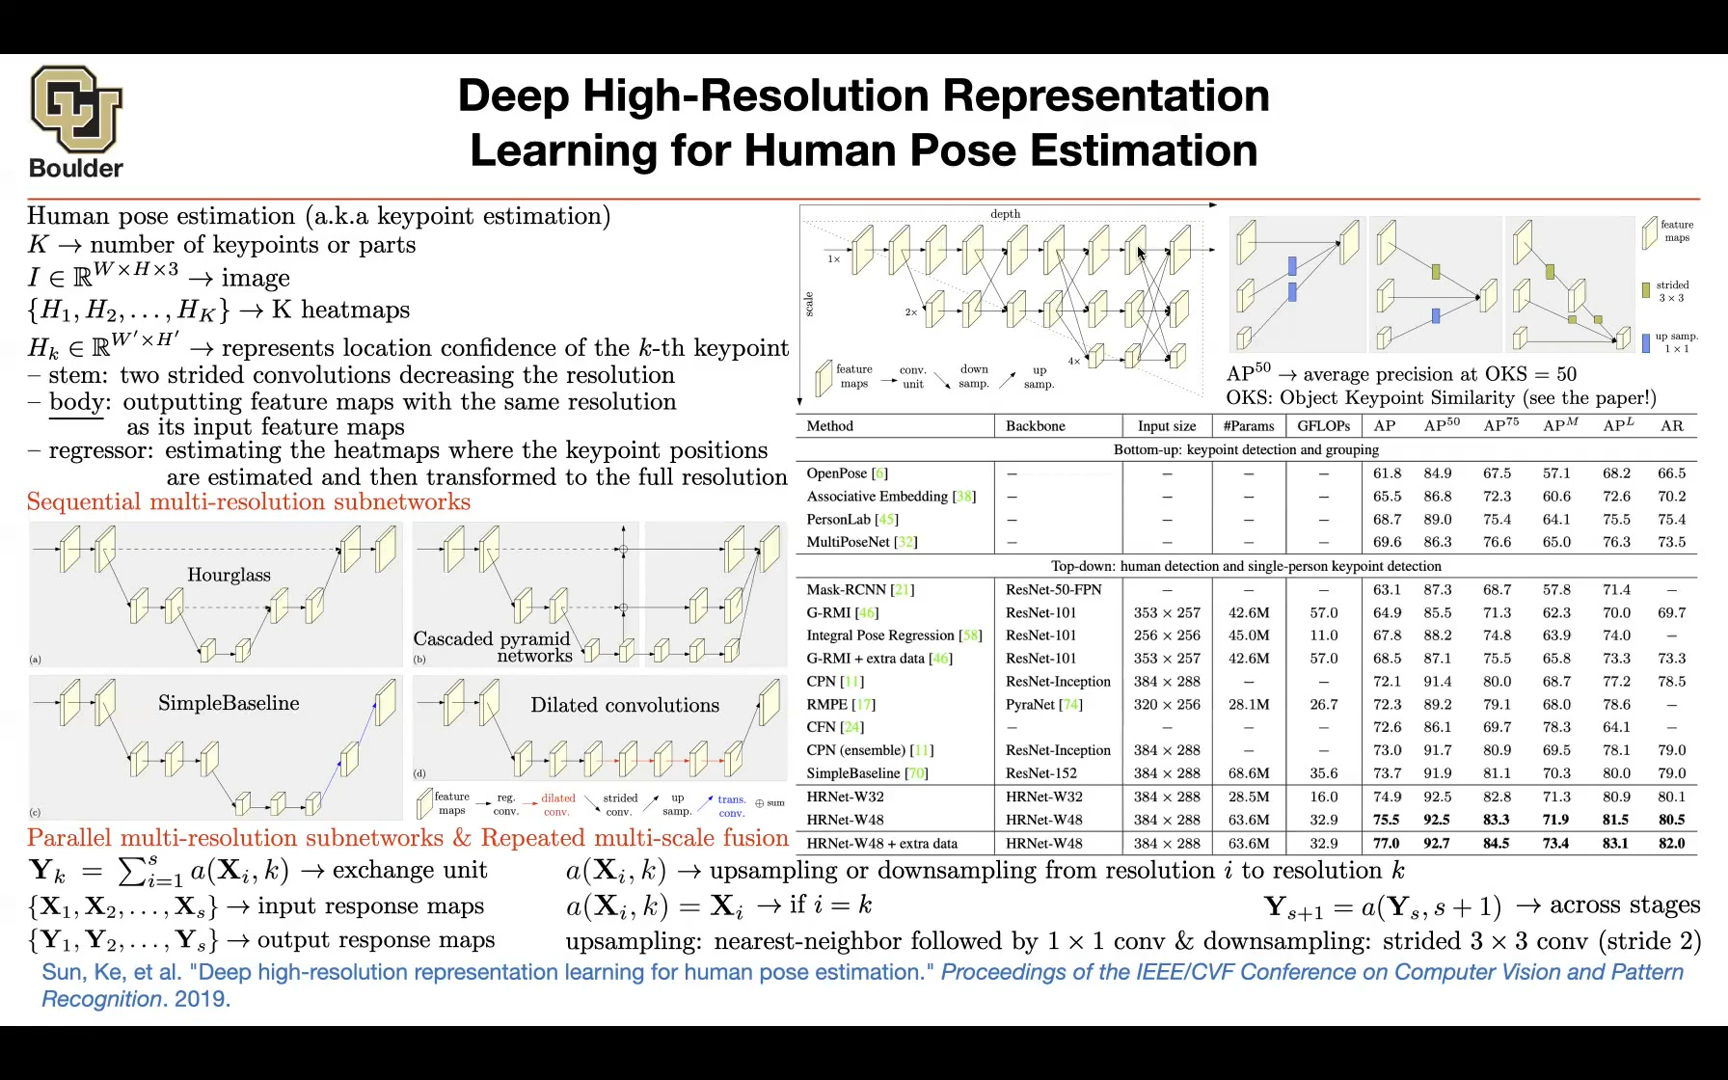 Deep High-Resolution Representation
Learning for Human Pose Estimation
CU
Boulder
Human pose estimation (a.k.a keypoint estimation)
K → number of keypoints or parts
I ∈ ℝ^{W×H×3} → image
{H₁, H₂, . . . , H_K} → K heatmaps
H_k ∈ ℝ^{W′×H′} → represents location confidence of the k-th keypoint
– stem: two strided convolutions decreasing the resolution
– body: outputting feature maps with the same resolution
as its input feature maps
– regressor: estimating the heatmaps where the keypoint positions
are estimated and then transformed to the full resolution
Sequential multi-resolution subnetworks
Hourglass
(a)
Cascaded pyramid
networks
(b)
SimpleBaseline
(c)
Dilated convolutions
(d)
feature maps
reg. conv.
dilated conv.
strided conv.
up samp.
trans. conv.
⊕ sum
depth
scale
1×
2×
4×
feature maps
conv. unit
down samp.
up samp.
feature maps
strided 3 × 3
up samp. 1 × 1
AP⁵⁰ → average precision at OKS = 50
OKS: Object Keypoint Similarity (see the paper!)
Method Backbone Input size #Params GFLOPs AP AP⁵⁰ AP⁷⁵ AP^M AP^L AR
Bottom-up: keypoint detection and grouping
OpenPose [6] – – – – 61.8 84.9 67.5 57.1 68.2 66.5
Associative Embedding [38] – – – – 65.5 86.8 72.3 60.6 72.6 70.2
PersonLab [45] – – – – 68.7 89.0 75.4 64.1 75.5 75.4
MultiPoseNet [32] – – – – 69.6 86.3 76.6 65.0 76.3 73.5
Top-down: human detection and single-person keypoint detection
Mask-RCNN [21] ResNet-50-FPN – – – 63.1 87.3 68.7 57.8 71.4 –
G-RMI [46] ResNet-101 353 × 257 42.6M 57.0 64.9 85.5 71.3 62.3 70.0 69.7
Integral Pose Regression [58] ResNet-101 256 × 256 45.0M 11.0 67.8 88.2 74.8 63.9 74.0 –
G-RMI + extra data [46] ResNet-101 353 × 257 42.6M 57.0 68.5 87.1 75.5 65.8 73.3 73.3
CPN [11] ResNet-Inception 384 × 288 – – 72.1 91.4 80.0 68.7 77.2 78.5
RMPE [17] PyraNet [74] 320 × 256 28.1M 26.7 72.3 89.2 79.1 68.0 78.6 –
CFN [24] – – – – 72.6 86.1 69.7 78.3 64.1 –
CPN (ensemble) [11] ResNet-Inception 384 × 288 – – 73.0 91.7 80.9 69.5 78.1 79.0
SimpleBaseline [70] ResNet-152 384 × 288 68.6M 35.6 73.7 91.9 81.1 70.3 80.0 79.0
HRNet-W32 HRNet-W32 384 × 288 28.5M 16.0 74.9 92.5 82.8 71.3 80.9 80.1
HRNet-W48 HRNet-W48 384 × 288 63.6M 32.9 75.5 92.5 83.3 71.9 81.5 80.5
HRNet-W48 + extra data HRNet-W48 384 × 288 63.6M 32.9 77.0 92.7 84.5 73.4 83.1 82.0
Parallel multi-resolution subnetworks & Repeated multi-scale fusion
Y_k = ∑_{i=1}^{s} a(X_i, k) → exchange unit
{X₁, X₂, . . . , X_s} → input response maps
{Y₁, Y₂, . . . , Y_s} → output response maps
a(X_i, k) → upsampling or downsampling from resolution i to resolution k
a(X_i, k) = X_i → if i = k
Y_{s+1} = a(Y_s, s + 1) → across stages
upsampling: nearest-neighbor followed by 1 × 1 conv & downsampling: strided 3 × 3 conv (stride 2)
Sun, Ke, et al. "Deep high-resolution representation learning for human pose estimation." Proceedings of the IEEE/CVF Conference on Computer Vision and Pattern
Recognition. 2019.